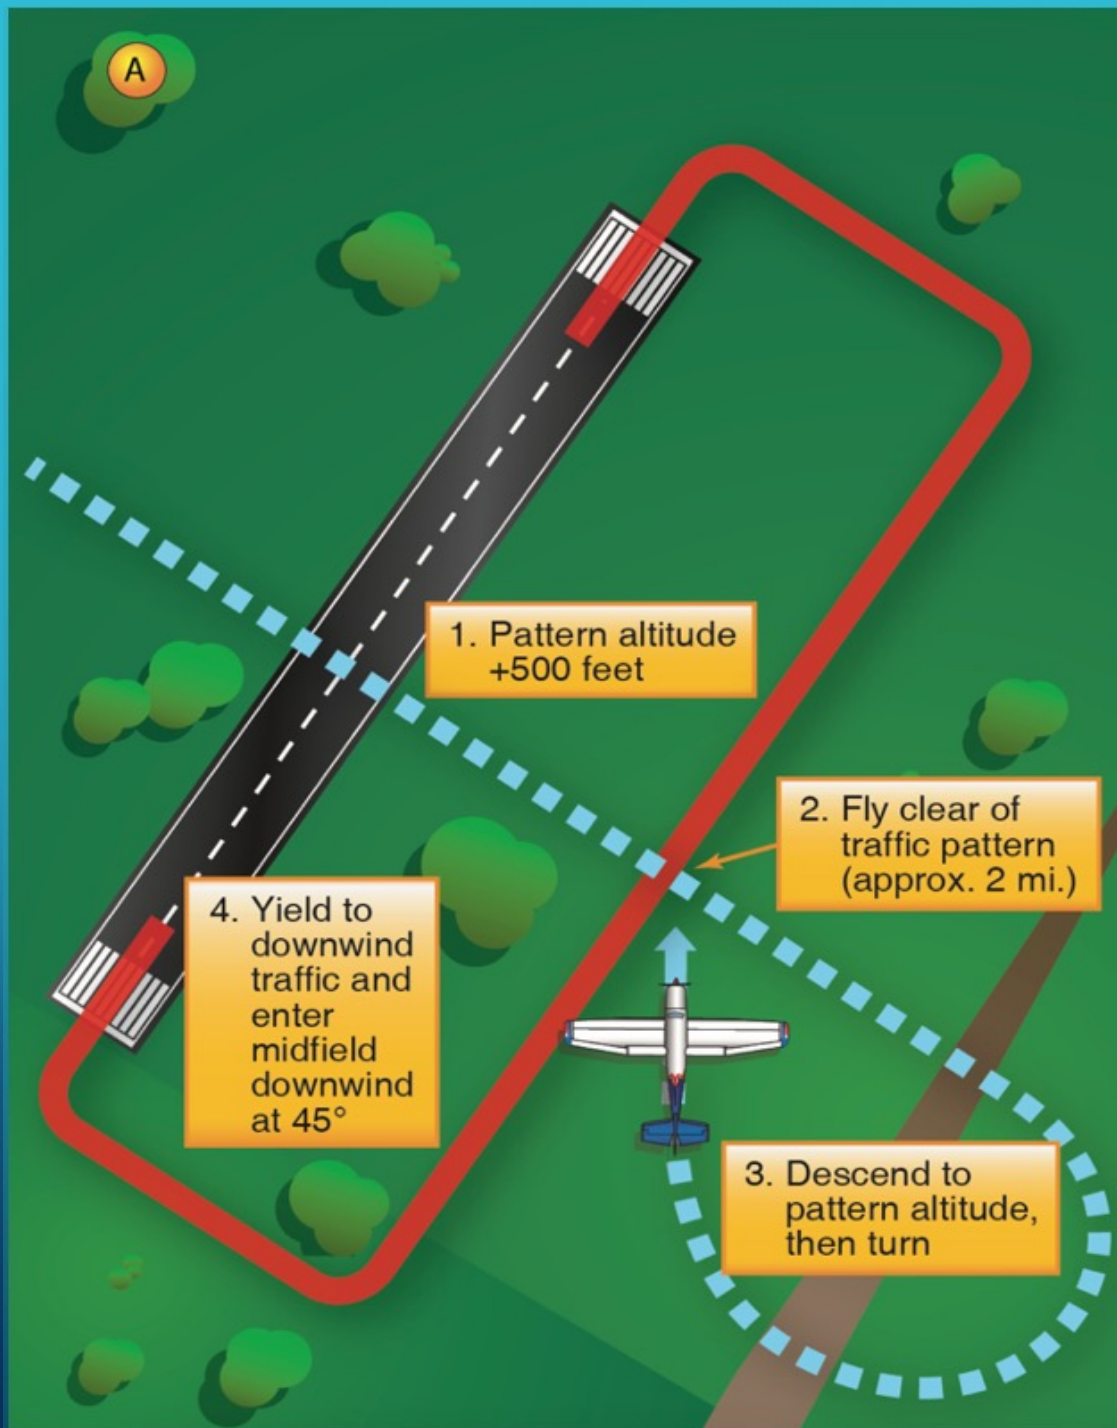 A
1. Pattern altitude
+500 feet
2. Fly clear of
traffic pattern
(approx. 2 mi.)
3. Descend to
pattern altitude,
then turn
4. Yield to
downwind
traffic and
enter
midfield
downwind
at 45°